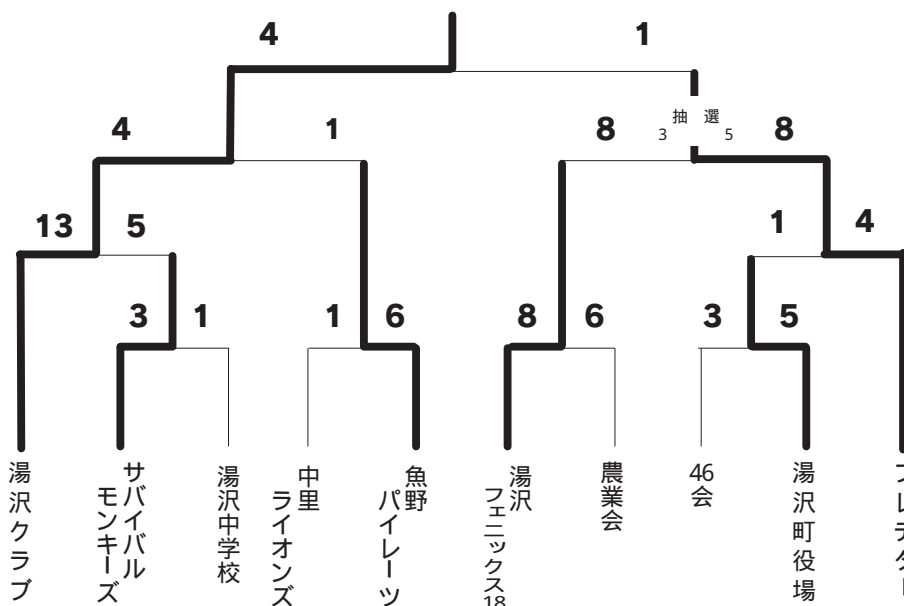 4 1
4 1 8 抽選 8
3 5
13 5 1 4
3 1 1 6 8 6 3 5
湯沢クラブ
サバイバル
モンキーズ
湯沢中学校
中里
ライオンズ
魚野
パイレーツ
湯沢
フェニックス18
農業会
46会
湯沢町役場